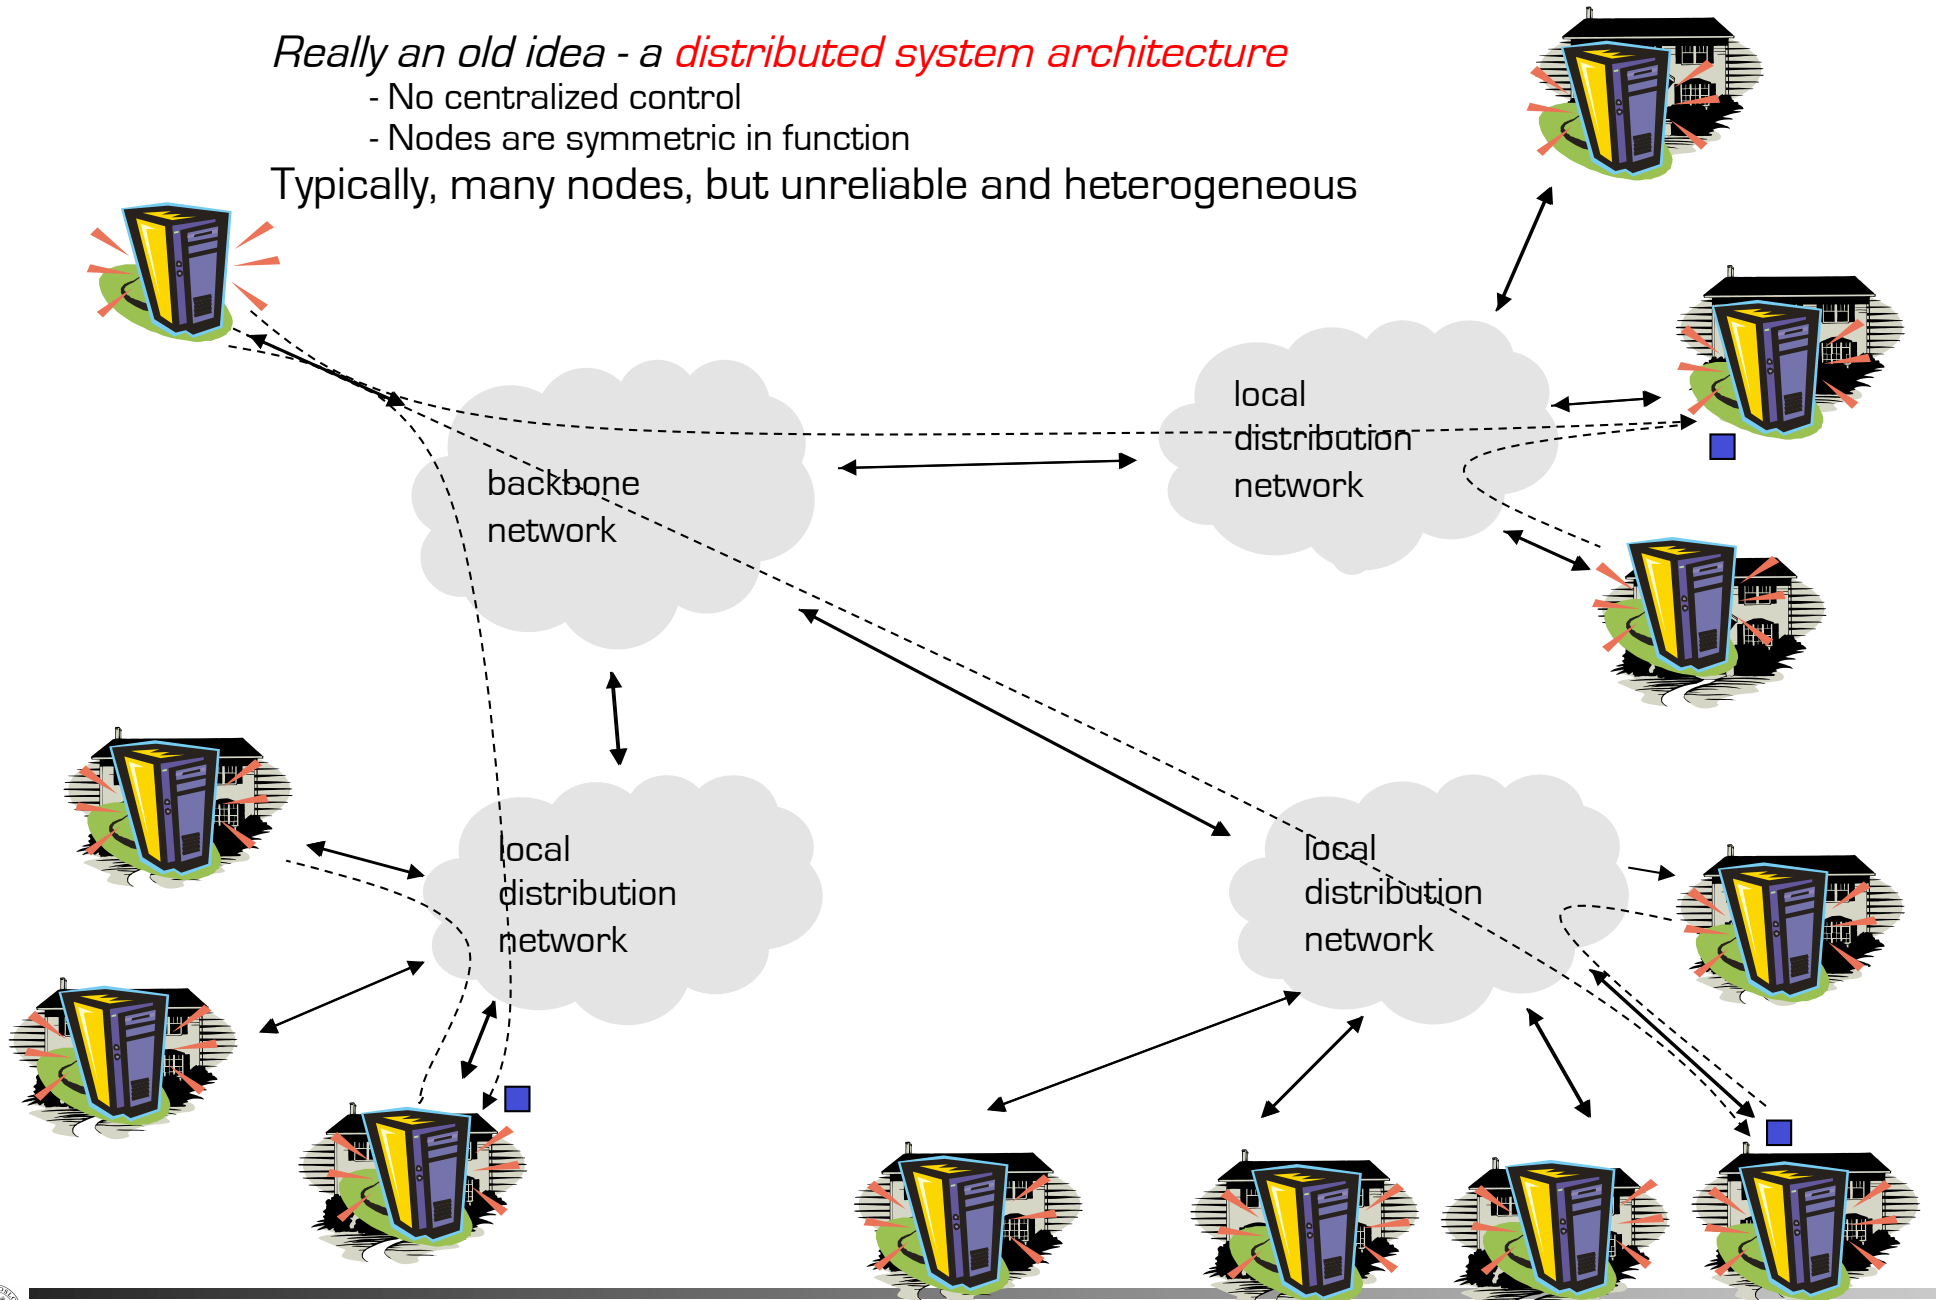 Really an old idea - a distributed system architecture
- No centralized control
- Nodes are symmetric in function
Typically, many nodes, but unreliable and heterogeneous
local
distribution
network
backbone
network
local
distribution
network
local
distribution
network